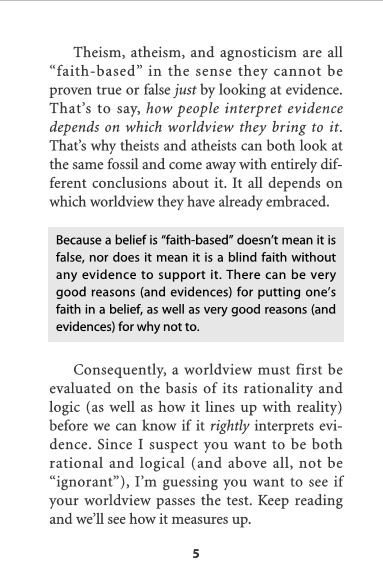 Theism, atheism, and agnosticism are all
“faith-based” in the sense they cannot be
proven true or false just by looking at evidence.
That’s to say, how people interpret evidence
depends on which worldview they bring to it.
That’s why theists and atheists can both look at
the same fossil and come away with entirely dif-
ferent conclusions about it. It all depends on
which worldview they have already embraced.
Because a belief is “faith-based” doesn’t mean it is
false, nor does it mean it is a blind faith without
any evidence to support it. There can be very
good reasons (and evidences) for putting one’s
faith in a belief, as well as very good reasons (and
evidences) for why not to.
Consequently, a worldview must first be
evaluated on the basis of its rationality and
logic (as well as how it lines up with reality)
before we can know if it rightly interprets evi-
dence. Since I suspect you want to be both
rational and logical (and above all, not be
“ignorant”), I’m guessing you want to see if
your worldview passes the test. Keep reading
and we’ll see how it measures up.
5